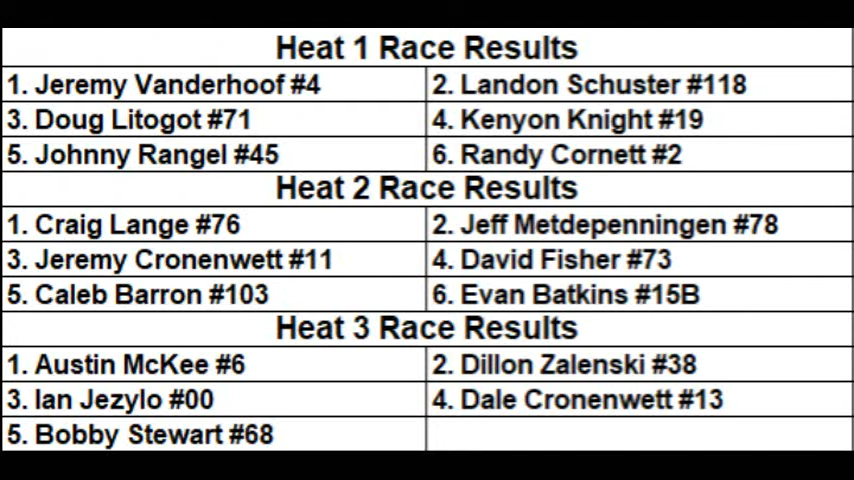 Heat 1 Race Results
1. Jeremy Vanderhoof #4 2. Landon Schuster #118
3. Doug Litogot #71 4. Kenyon Knight #19
5. Johnny Rangel #45 6. Randy Cornett #2
Heat 2 Race Results
1. Craig Lange #76 2. Jeff Metdepenningen #78
3. Jeremy Cronenwett #11 4. David Fisher #73
5. Caleb Barron #103 6. Evan Batkins #15B
Heat 3 Race Results
1. Austin McKee #6 2. Dillon Zalenski #38
3. Ian Jezylo #00 4. Dale Cronenwett #13
5. Bobby Stewart #68